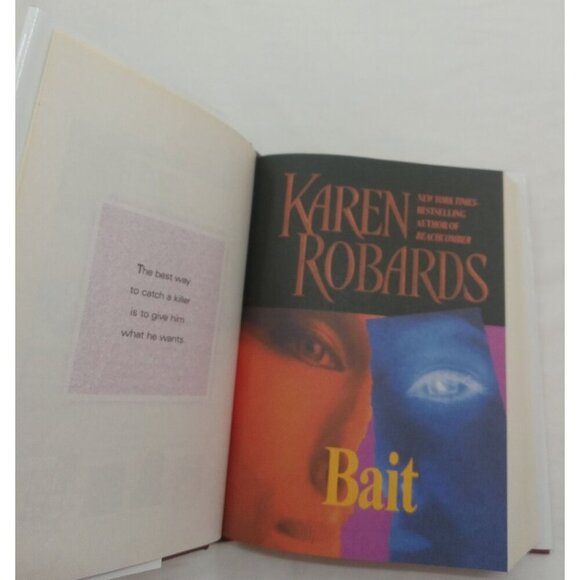 The best way
to catch a killer
is to give him
what he wants.
KAREN
ROBARDS
NEW YORK TIMES-
BESTSELLING
AUTHOR OF
BEACHCOMBER
Bait